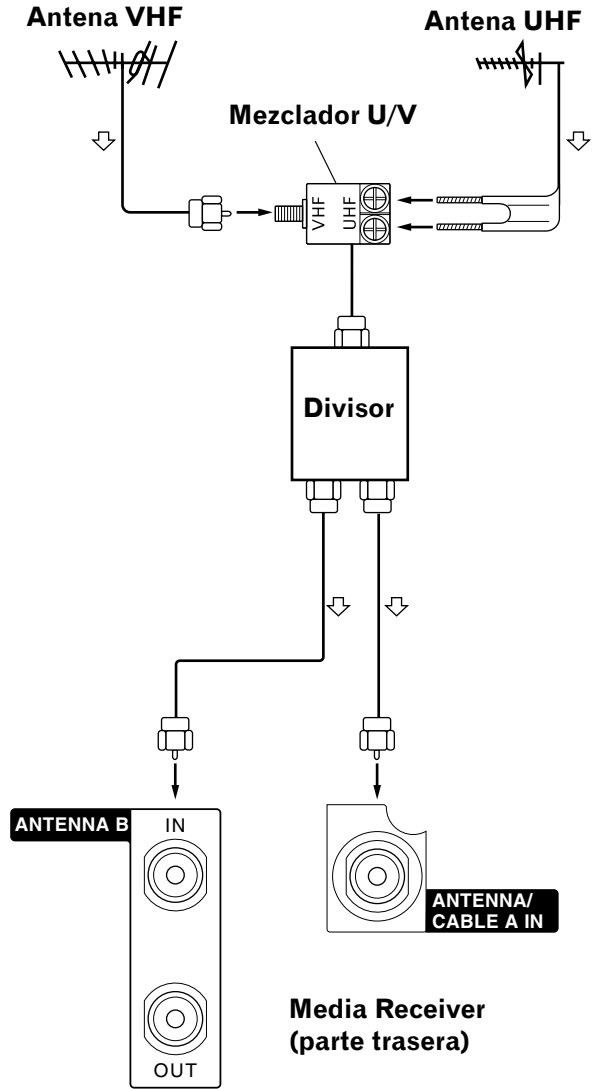 Antena VHF
Antena UHF
Mezclador U/V
VHF
UHF
Divisor
ANTENNA B
IN
ANTENNA/
CABLE A IN
Media Receiver
(parte trasera)
OUT